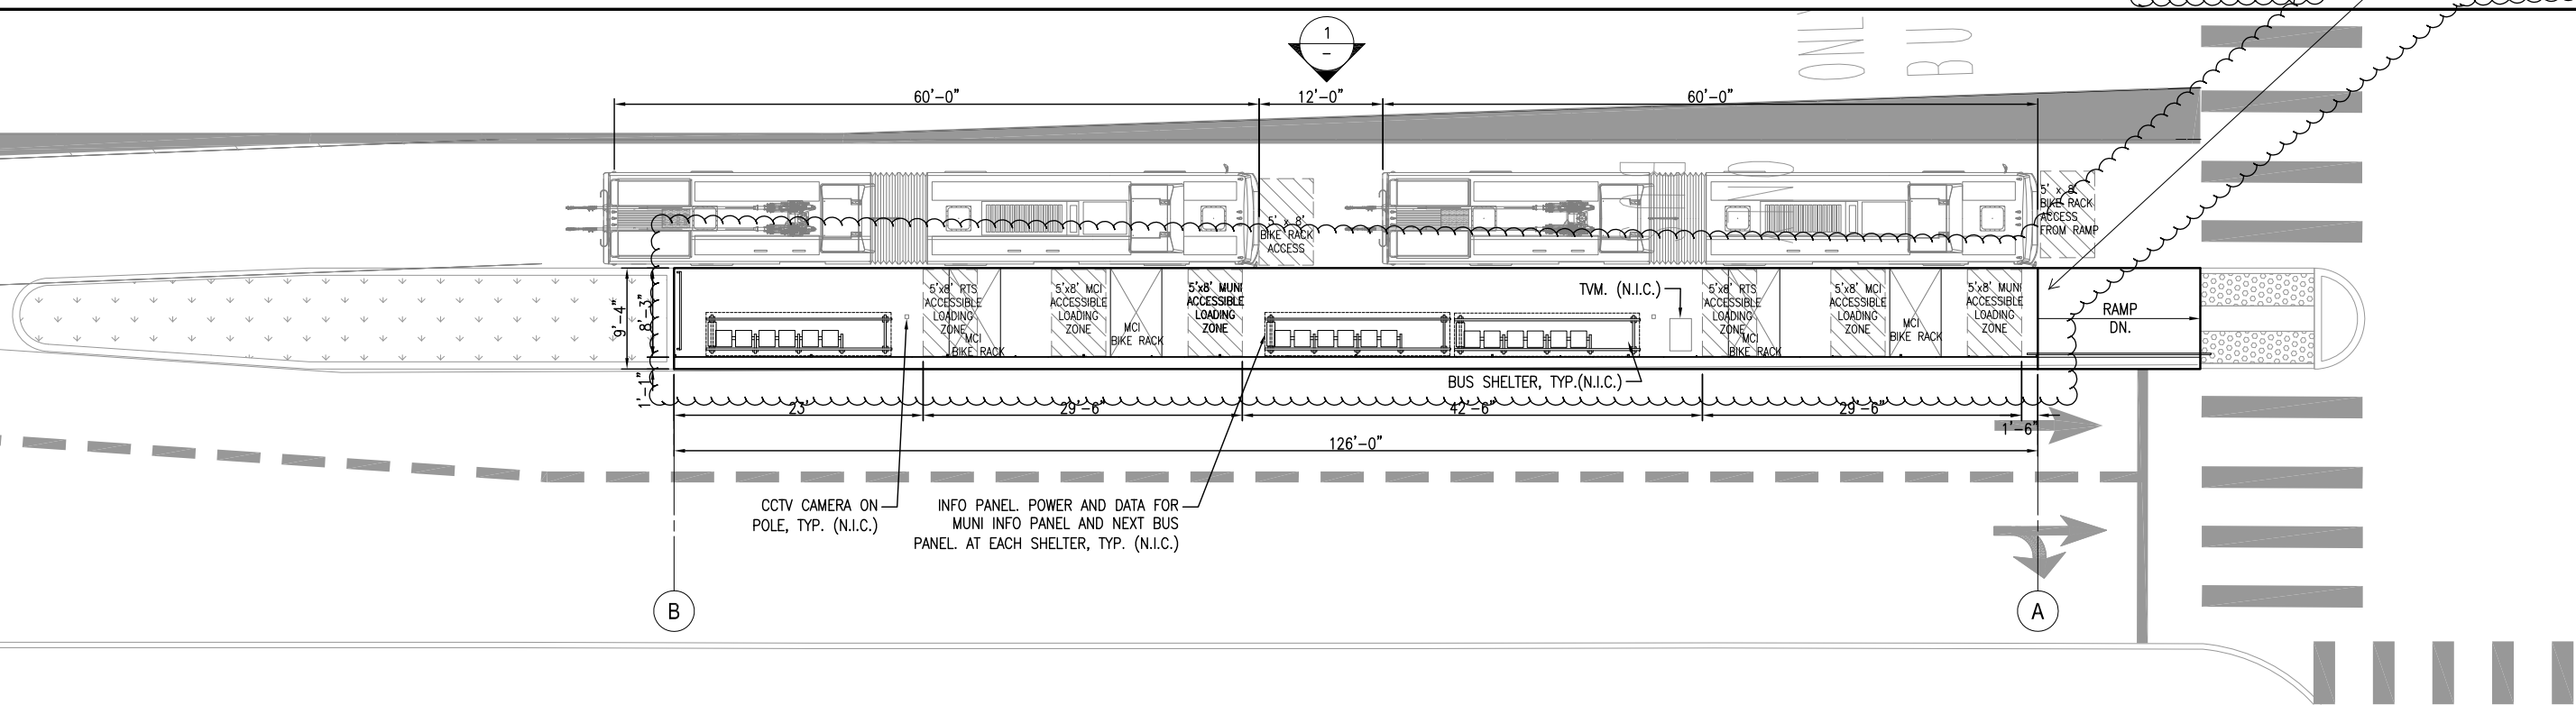 1
-
ONL
BU
60'-0"
12'-0"
60'-0"
5' x 8'
BIKE RACK
ACCESS
5' x 8'
BIKE RACK
ACCESS
FROM RAMP
9'-4"
8'-3"
1'-1"
5'x8' RTS
ACCESSIBLE
LOADING
ZONE
MCI
BIKE RACK
5'x8' MCI
ACCESSIBLE
LOADING
ZONE
MCI
BIKE RACK
5'x8' MUNI
ACCESSIBLE
LOADING
ZONE
TVM. (N.I.C.)
5'x8' RTS
ACCESSIBLE
LOADING
ZONE
MCI
BIKE RACK
5'x8' MCI
ACCESSIBLE
LOADING
ZONE
MCI
BIKE RACK
5'x8' MUNI
ACCESSIBLE
LOADING
ZONE
RAMP
DN.
BUS SHELTER, TYP.(N.I.C.)
23'
29'-6"
42'-6"
29'-6"
1'-6"
126'-0"
CCTV CAMERA ON
POLE, TYP. (N.I.C.)
INFO PANEL. POWER AND DATA FOR
MUNI INFO PANEL AND NEXT BUS
PANEL. AT EACH SHELTER, TYP. (N.I.C.)
B
A